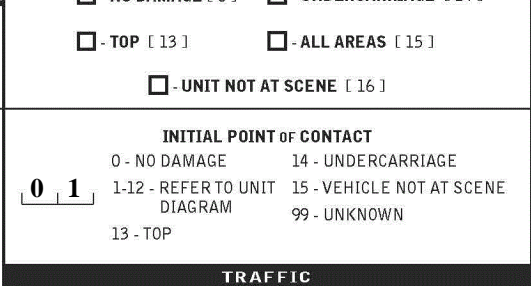 - TOP [ 13 ] - ALL AREAS [ 15 ]
- UNIT NOT AT SCENE [ 16 ]
INITIAL POINT OF CONTACT
0 - NO DAMAGE 14 - UNDERCARRIAGE
0 1 1-12 - REFER TO UNIT 15 - VEHICLE NOT AT SCENE
DIAGRAM 99 - UNKNOWN
13 - TOP
TRAFFIC